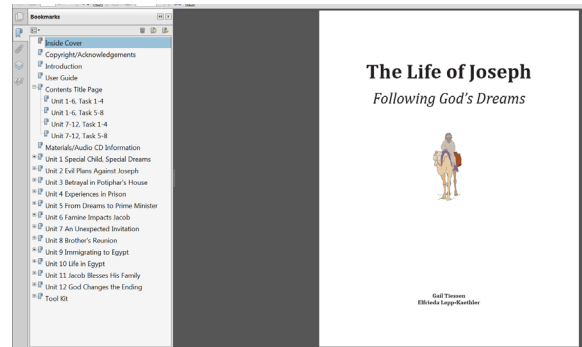 Bookmarks
Inside Cover
Copyright/Acknowledgements
Introduction
User Guide
Contents Title Page
Unit 1-6, Task 1-4
Unit 1-6, Task 5-8
Unit 7-12, Task 1-4
Unit 7-12, Task 5-8
Materials/Audio CD Information
Unit 1 Special Child, Special Dreams
Unit 2 Evil Plans Against Joseph
Unit 3 Betrayal in Potiphar's House
Unit 4 Experiences in Prison
Unit 5 From Dreams to Prime Minister
Unit 6 Famine Impacts Jacob
Unit 7 An Unexpected Invitation
Unit 8 Brother's Reunion
Unit 9 Immigrating to Egypt
Unit 10 Life in Egypt
Unit 11 Jacob Blesses His Family
Unit 12 God Changes the Ending
Tool Kit
The Life of Joseph
Following God's Dreams
Gail Tiessen
Elfrieda Lepp-Kaethler